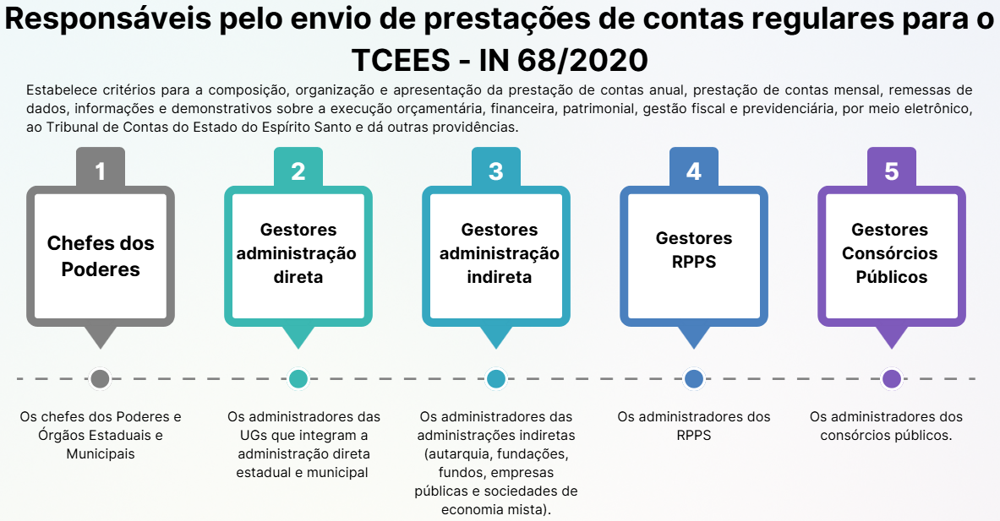 Responsáveis pelo envio de prestações de contas regulares para o
TCEES - IN 68/2020
Estabelece critérios para a composição, organização e apresentação da prestação de contas anual, prestação de contas mensal, remessas de
dados, informações e demonstrativos sobre a execução orçamentária, financeira, patrimonial, gestão fiscal e previdenciária, por meio eletrônico,
ao Tribunal de Contas do Estado do Espírito Santo e dá outras providências.
1
Chefes dos
Poderes
Os chefes dos Poderes e
Órgãos Estaduais e
Municipais
2
Gestores
administração
direta
Os administradores das
UGs que integram a
administração direta
estadual e municipal
3
Gestores
administração
indireta
Os administradores das
administrações indiretas
(autarquia, fundações,
fundos, empresas
públicas e sociedades de
economia mista).
4
Gestores
RPPS
Os administradores dos
RPPS
5
Gestores
Consórcios
Públicos
Os administradores dos
consórcios públicos.